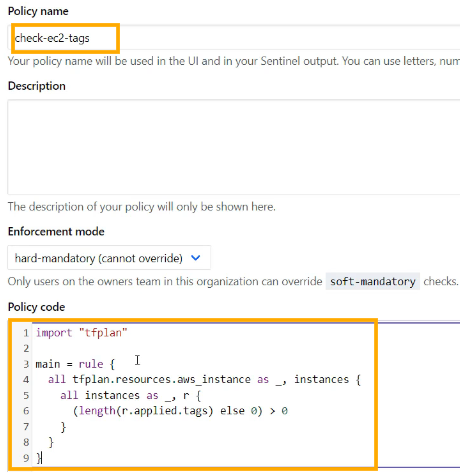 Policy name
check-ec2-tags
Your policy name will be used in the UI and in your Sentinel output. You can use letters,
Description
The description of your policy will only be shown here.
Enforcement mode
hard-mandatory (cannot override)
Only users on the owners team in this organization can override soft-mandatory checks.
Policy code
1 import "tfplan"
2
3 main = rule {
4   all tfplan.resources.aws_instance as _, instances {
5     all instances as _, r {
6       (length(r.applied.tags) else 0) > 0
7     }
8   }
9 }